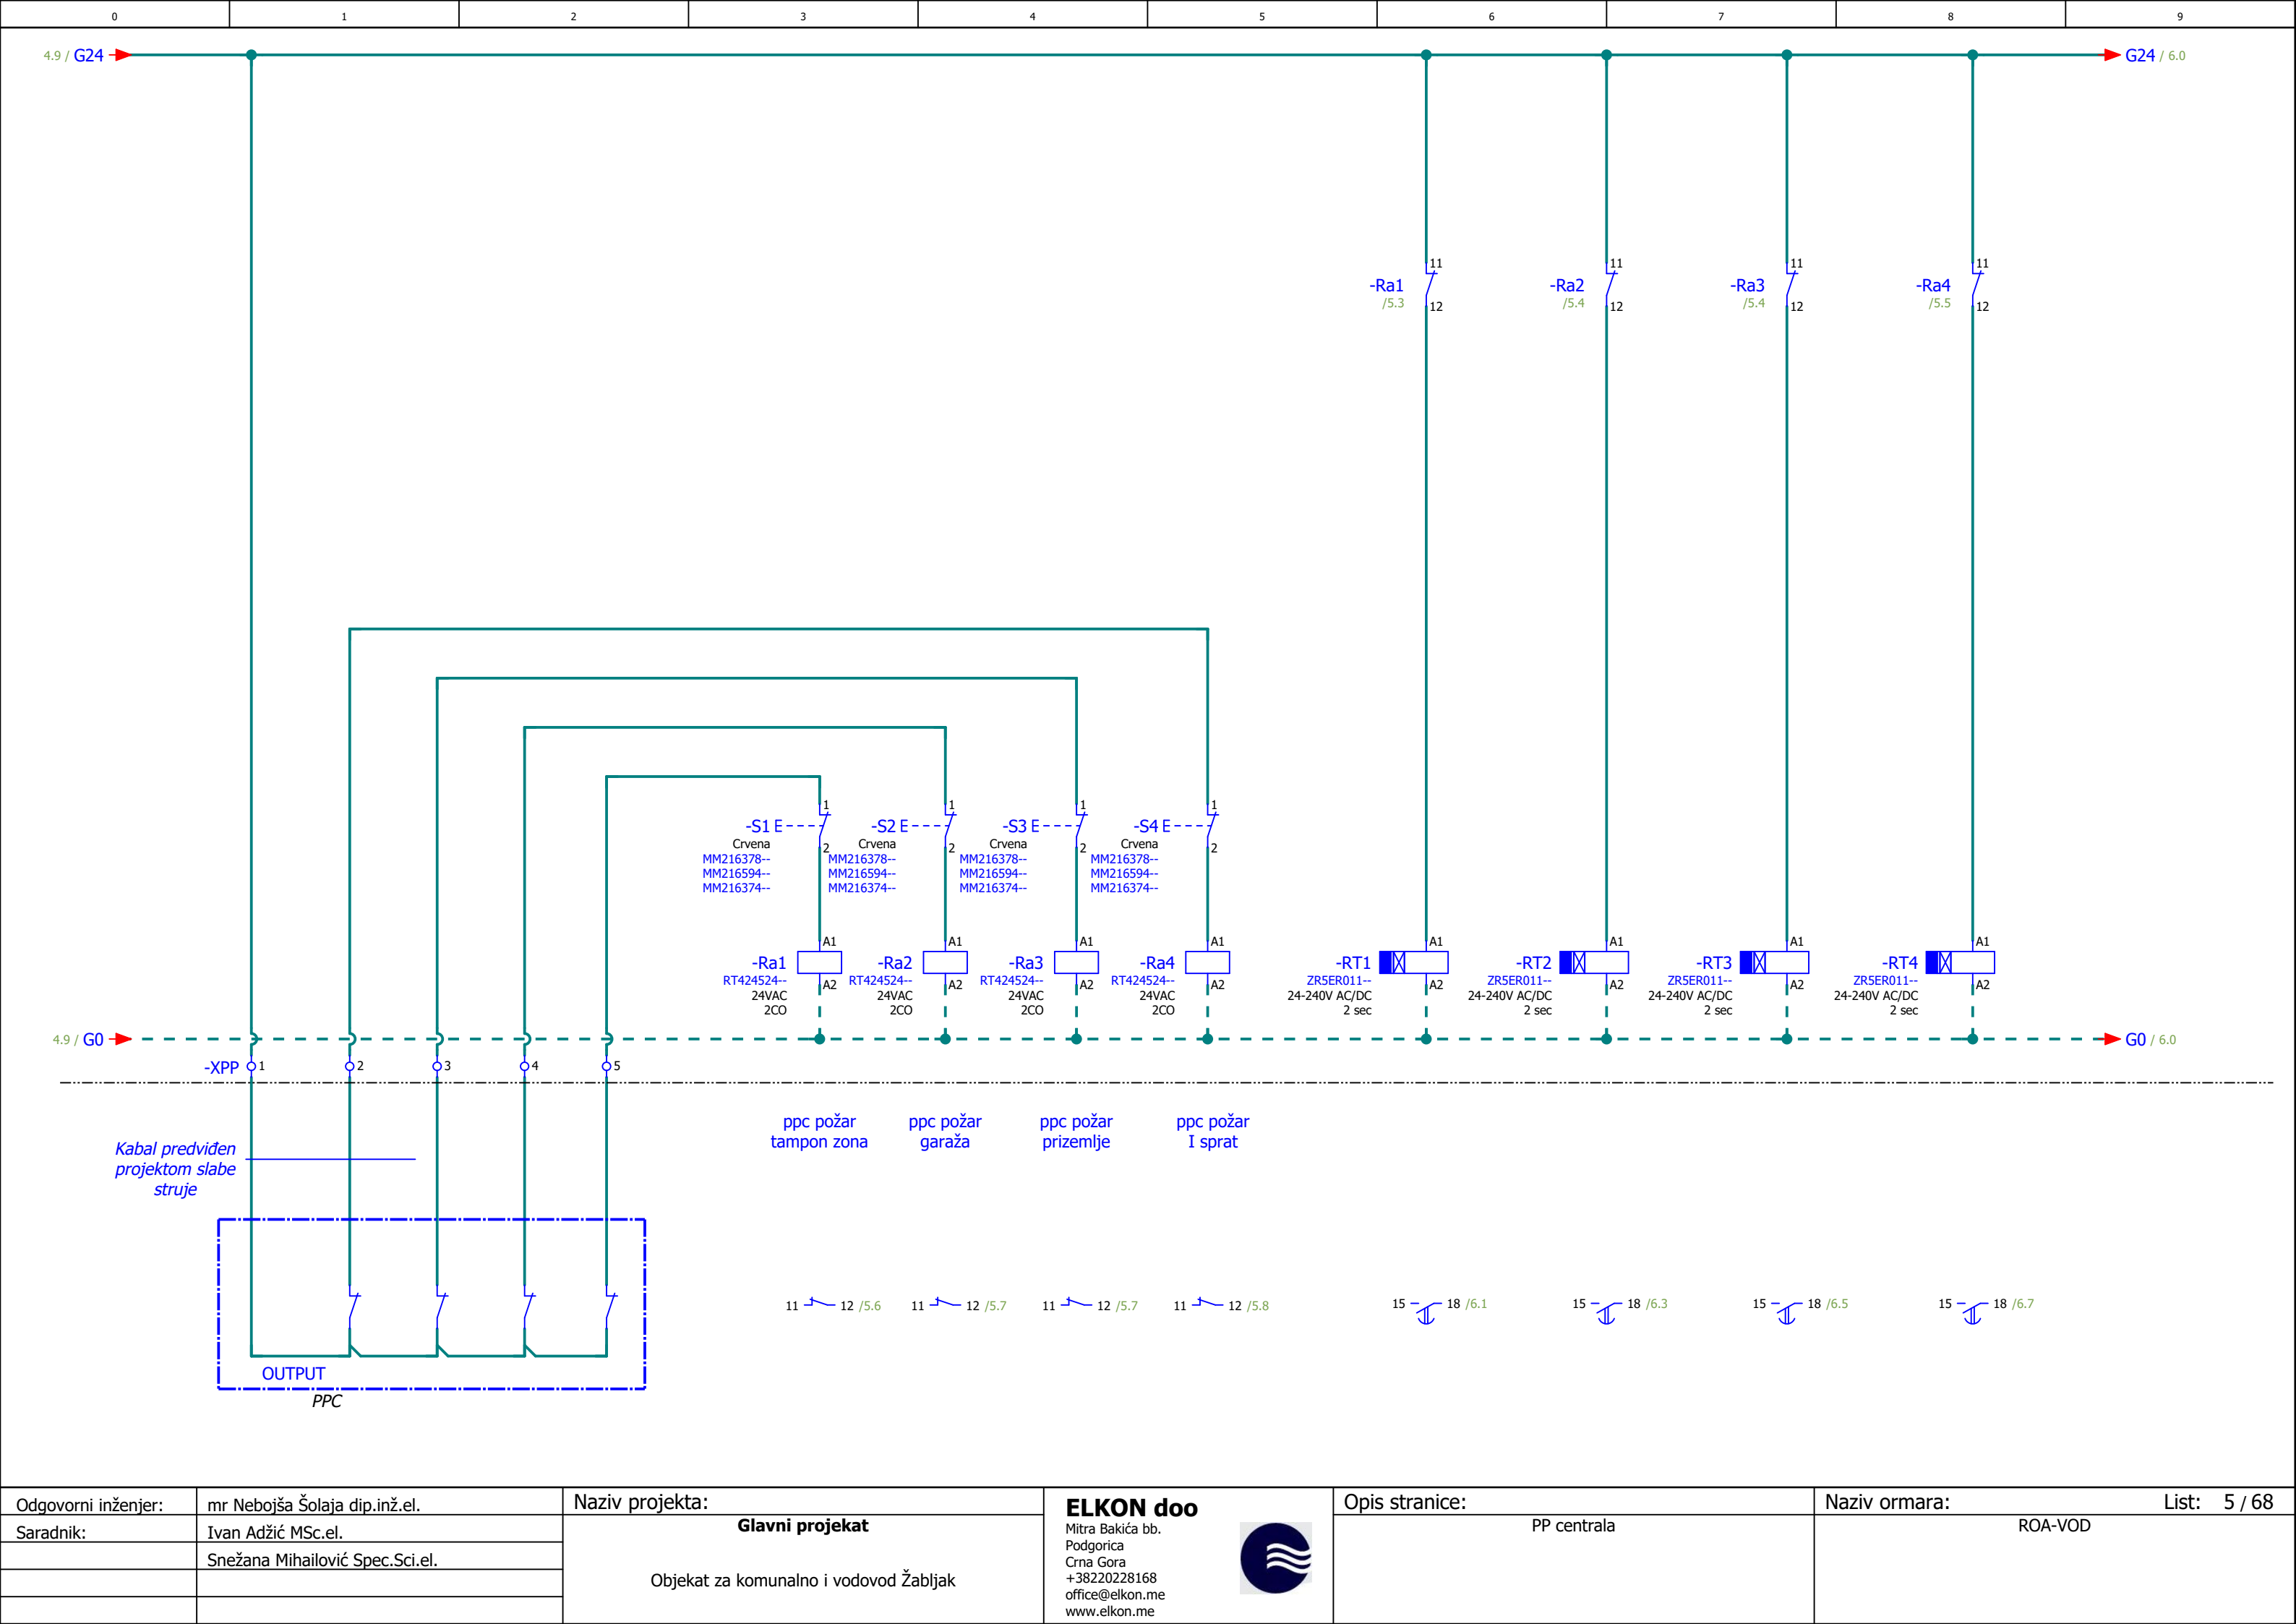 0 1 2 3 4 5 6 7 8 9
4.9 / G24
G24 / 6.0
-Ra1
/5.3
11
12
-Ra2
/5.4
11
12
-Ra3
/5.4
11
12
-Ra4
/5.5
11
12
-S1 E
Crvena
MM216378--
MM216594--
MM216374--
1
2
-S2 E
Crvena
MM216378--
MM216594--
MM216374--
1
2
-S3 E
Crvena
MM216378--
MM216594--
MM216374--
1
2
-S4 E
Crvena
MM216378--
MM216594--
MM216374--
1
2
-Ra1
RT424524--
24VAC
2CO
A1
A2
-Ra2
RT424524--
24VAC
2CO
A1
A2
-Ra3
RT424524--
24VAC
2CO
A1
A2
-Ra4
RT424524--
24VAC
2CO
A1
A2
-RT1
ZR5ER011--
24-240V AC/DC
2 sec
A1
A2
-RT2
ZR5ER011--
24-240V AC/DC
2 sec
A1
A2
-RT3
ZR5ER011--
24-240V AC/DC
2 sec
A1
A2
-RT4
ZR5ER011--
24-240V AC/DC
2 sec
A1
A2
4.9 / G0
G0 / 6.0
-XPP 1 2 3 4 5
ppc požar
tampon zona
ppc požar
garaža
ppc požar
prizemlje
ppc požar
I sprat
Kabal predviđen
projektom slabe
struje
11 12 /5.6
11 12 /5.7
11 12 /5.7
11 12 /5.8
15 18 /6.1
15 18 /6.3
15 18 /6.5
15 18 /6.7
OUTPUT
PPC
Odgovorni inženjer: mr Nebojša Šolaja dip.inž.el.
Saradnik: Ivan Adžić MSc.el.
Snežana Mihailović Spec.Sci.el.
Naziv projekta:
Glavni projekat
Objekat za komunalno i vodovod Žabljak
ELKON doo
Mitra Bakića bb.
Podgorica
Crna Gora
+38220228168
office@elkon.me
www.elkon.me
Opis stranice:
PP centrala
Naziv ormara:
ROA-VOD
List: 5 / 68